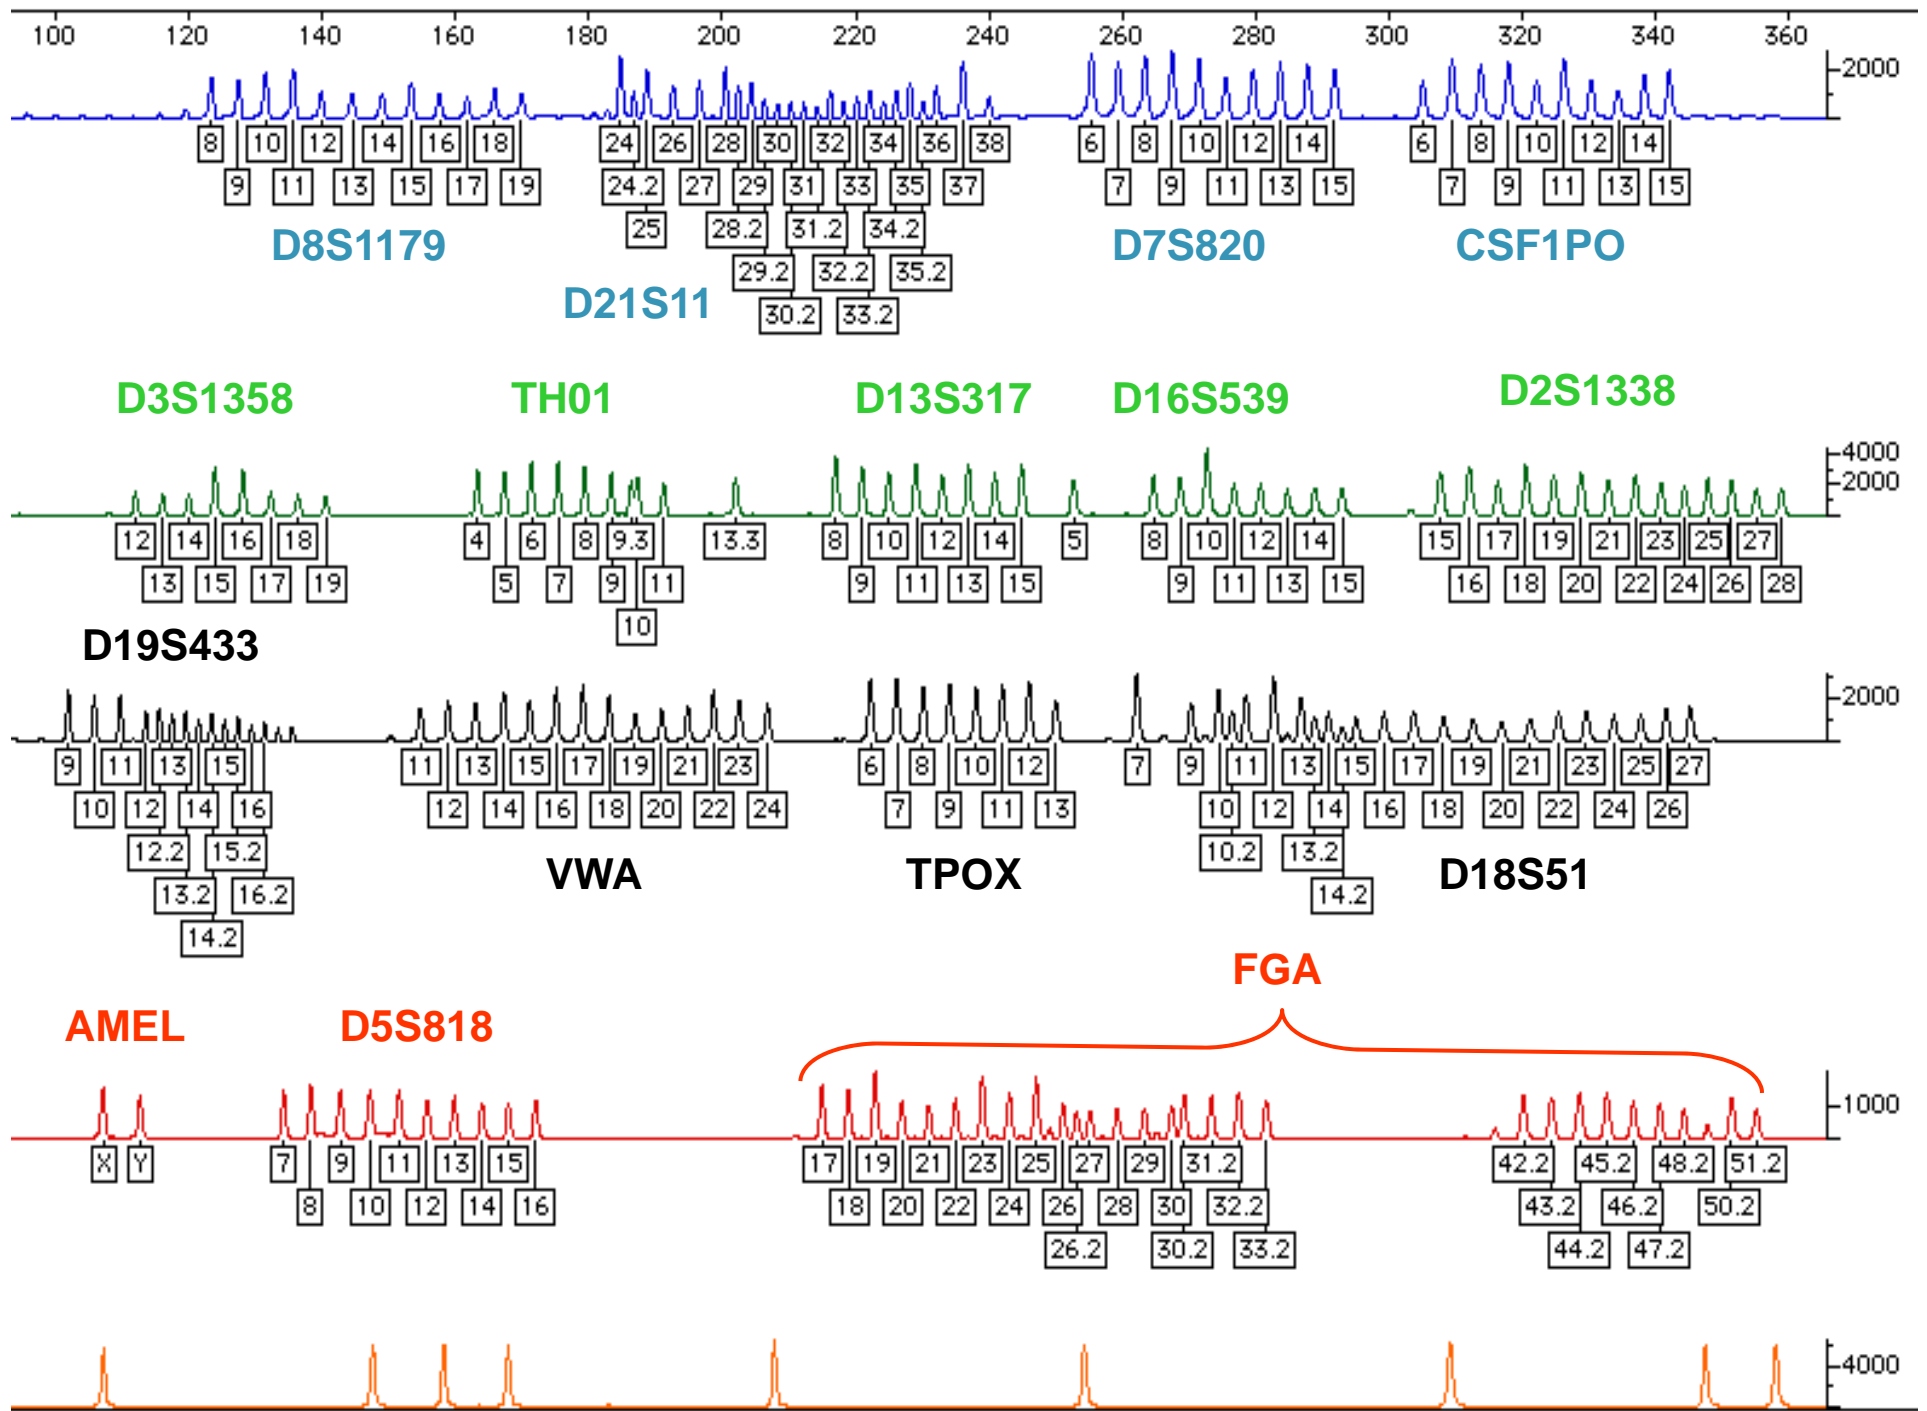 100 120 140 160 180 200 220 240 260 280 300 320 340 360
2000
8 10 12 14 16 18 24 26 28 30 32 34 36 38 6 8 10 12 14 6 8 10 12 14
9 11 13 15 17 19 24.2 27 29 31 33 35 37 7 9 11 13 15 7 9 11 13 15
25 28.2 31.2 34.2
D8S1179 D7S820 CSF1PO
29.2 32.2 35.2
D21S11
30.2 33.2
D3S1358 TH01 D13S317 D16S539 D2S1338
4000
2000
12 14 16 18 4 6 8 9.3 13.3 8 10 12 14 5 8 10 12 14 15 17 19 21 23 25 27
13 15 17 19 5 7 9 11 9 11 13 15 9 11 13 15 16 18 20 22 24 26 28
10
D19S433
2000
9 11 13 15 11 13 15 17 19 21 23 6 8 10 12 7 9 11 13 15 17 19 21 23 25 27
10 12 14 16 12 14 16 18 20 22 24 7 9 11 13 10 12 14 16 18 20 22 24 26
12.2 15.2 10.2 13.2
VWA TPOX D18S51
13.2 16.2 14.2
14.2
FGA
AMEL D5S818
1000
X Y 7 9 11 13 15 17 19 21 23 25 27 29 31.2 42.2 45.2 48.2 51.2
8 10 12 14 16 18 20 22 24 26 28 30 32.2 43.2 46.2 50.2
26.2 30.2 33.2 44.2 47.2
4000